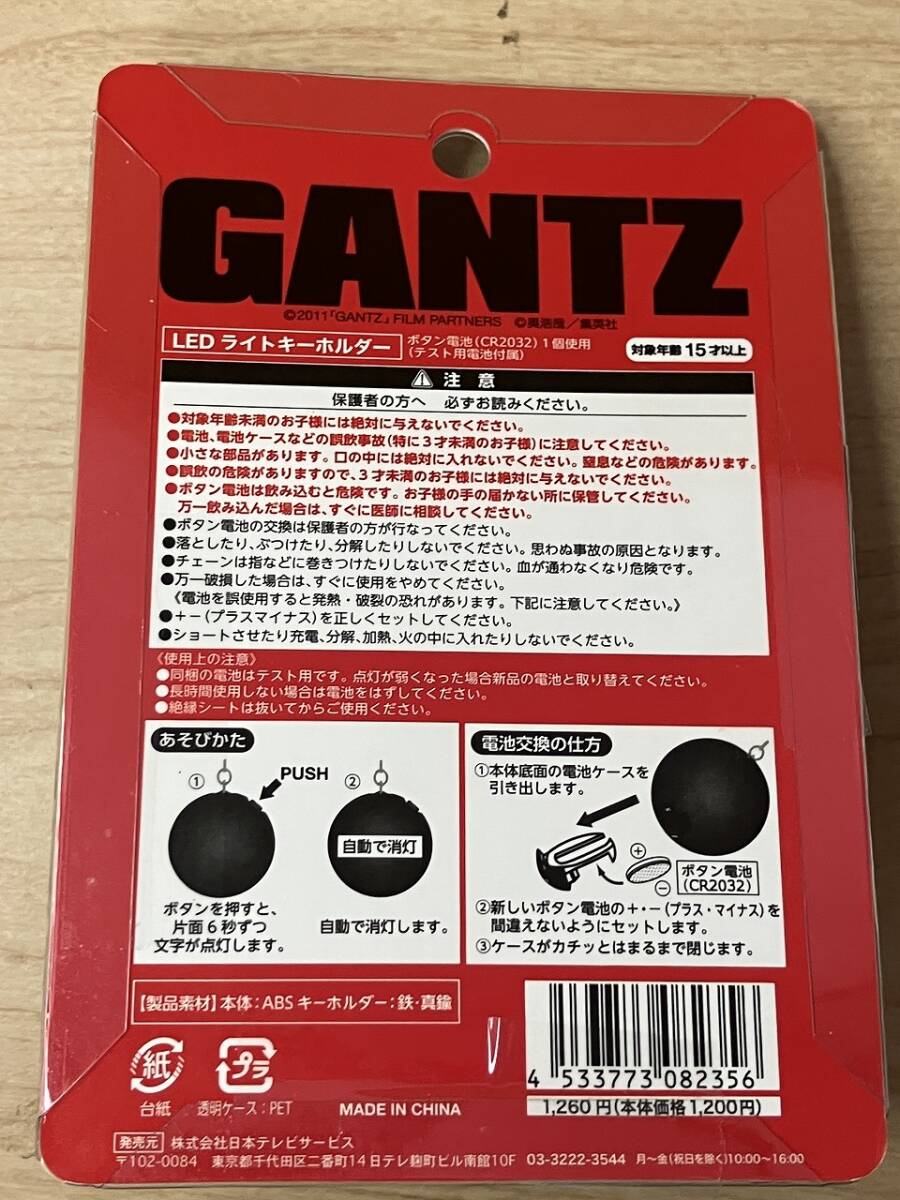 GANTZ
©2011「GANTZ」FILM PARTNERS ©奥浩哉／集英社
LED ライトキーホルダー
ボタン電池(CR2032)1個使用
(テスト用電池付属)
対象年齢 15才以上
注意
保護者の方へ 必ずお読みください。
●対象年齢未満のお子様には絶対に与えないでください。
●電池、電池ケースなどの誤飲事故(特に3才未満のお子様)に注意してください。
●小さな部品があります。口の中には絶対に入れないでください。窒息などの危険があります。
●誤飲の危険がありますので、3才未満のお子様には絶対に与えないでください。
●ボタン電池は飲み込むと危険です。お子様の手の届かない所に保管してください。
万一飲み込んだ場合は、すぐに医師に相談してください。
●ボタン電池の交換は保護者の方が行なってください。
●落としたり、ぶつけたり、分解したりしないでください。思わぬ事故の原因となります。
●チェーンは指などに巻きつけたりしないでください。血が通わなくなり危険です。
●万一破損した場合は、すぐに使用をやめてください。
《電池を誤使用すると発熱・破裂の恐れがあります。下記に注意してください。》
●＋－(プラスマイナス)を正しくセットしてください。
●ショートさせたり充電、分解、加熱、火の中に入れたりしないでください。
《使用上の注意》
●同梱の電池はテスト用です。点灯が弱くなった場合新品の電池と取り替えてください。
●長時間使用しない場合は電池をはずしてください。
●絶縁シートは抜いてからご使用ください。
あそびかた
① PUSH
ボタンを押すと、
片面6秒ずつ
文字が点灯します。
②
自動で消灯
自動で消灯します。
電池交換の仕方
①本体底面の電池ケースを
引き出します。
＋
－
ボタン電池
(CR2032)
②新しいボタン電池の＋・－(プラス・マイナス)を
間違えないようにセットします。
③ケースがカチッとはまるまで閉じます。
【製品素材】本体：ABS キーホルダー：鉄・真鍮
紙
プラ
台紙 透明ケース：PET MADE IN CHINA
4 533773 082356
1,260円(本体価格1,200円)
発売元 株式会社日本テレビサービス
〒102-0084 東京都千代田区二番町14 日テレ麹町ビル南館10F 03-3222-3544 月～金(祝日を除く)10:00～16:00